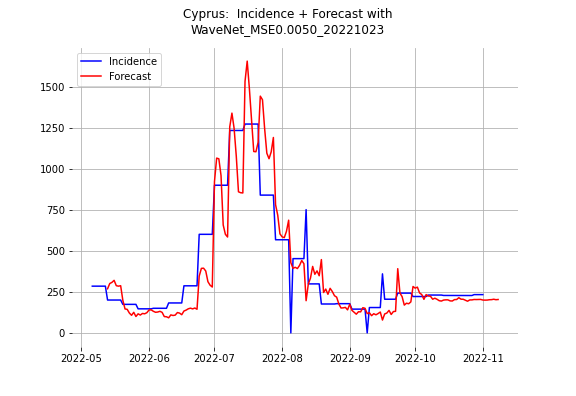 Cyprus:  Incidence + Forecast with
WaveNet_MSE0.0050_20221023
Incidence
Forecast
1500
1250
1000
750
500
250
0
2022-05 2022-06 2022-07 2022-08 2022-09 2022-10 2022-11